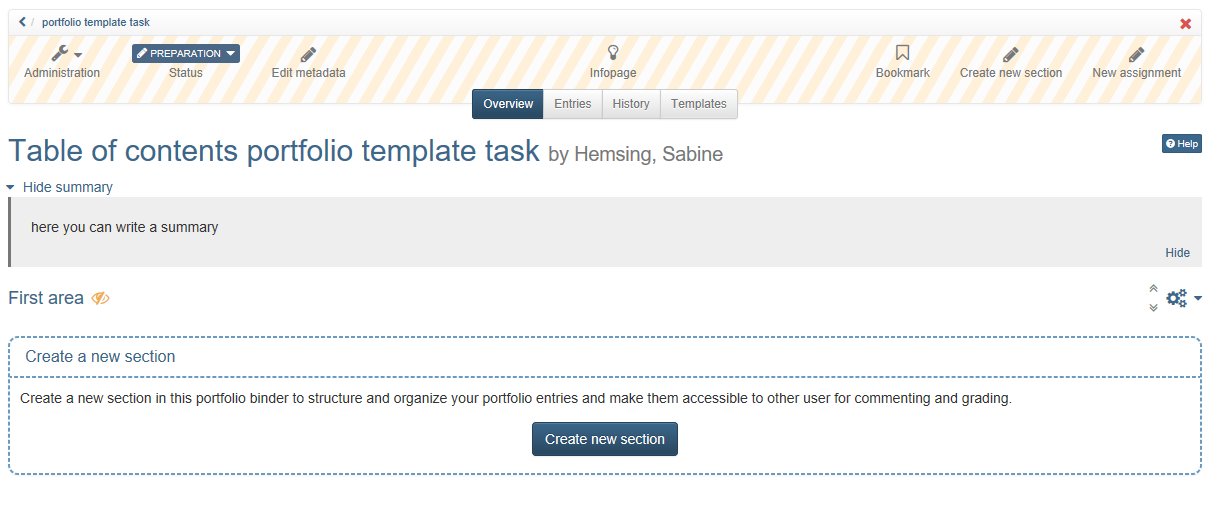 / portfolio template task
Administration
PREPARATION
Status
Edit metadata
Infopage
Bookmark
Create new section
New assignment
Overview Entries History Templates
Table of contents portfolio template task by Hemsing, Sabine
Help
Hide summary
here you can write a summary
Hide
First area
Create a new section
Create a new section in this portfolio binder to structure and organize your portfolio entries and make them accessible to other user for commenting and grading.
Create new section